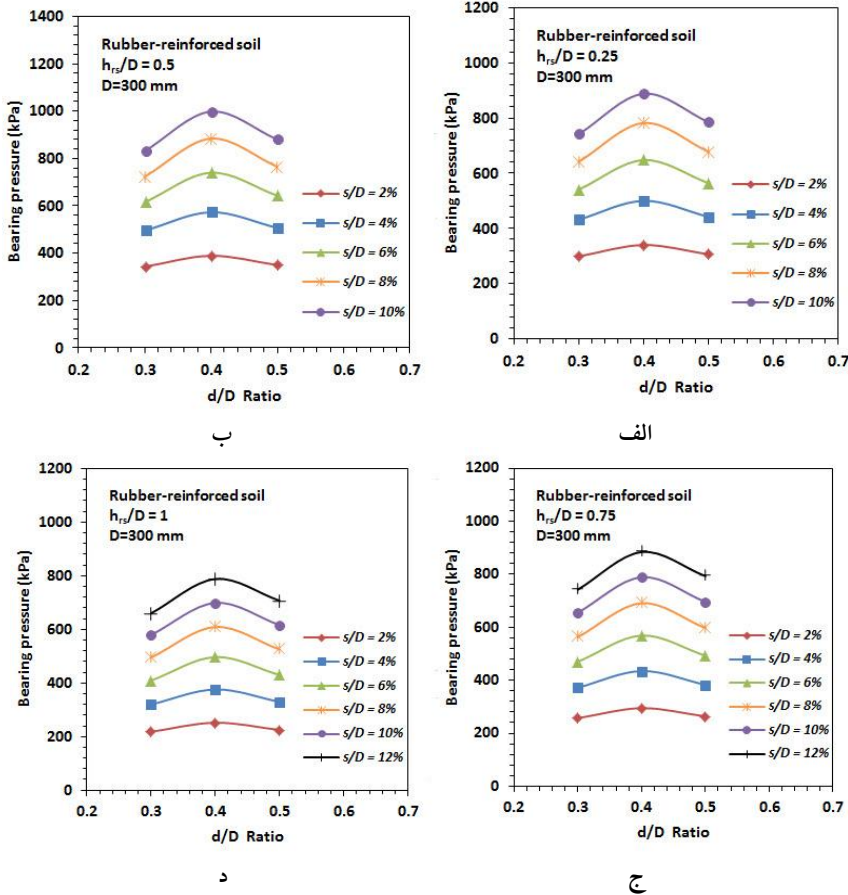 Bearing pressure (kPa)
1400
1200
1000
800
600
400
200
0
Rubber-reinforced soil
hrs/D = 0.5
D=300 mm
s/D = 2%
s/D = 4%
s/D = 6%
s/D = 8%
s/D = 10%
0.2 0.3 0.4 0.5 0.6 0.7
d/D Ratio
ب
Bearing pressure (kPa)
1200
1000
800
600
400
200
0
Rubber-reinforced soil
hrs/D = 0.25
D=300 mm
s/D = 2%
s/D = 4%
s/D = 6%
s/D = 8%
s/D = 10%
0.2 0.3 0.4 0.5 0.6 0.7
d/D Ratio
الف
Bearing pressure (kPa)
1200
1000
800
600
400
200
0
Rubber-reinforced soil
hrs/D = 1
D=300 mm
s/D = 2%
s/D = 4%
s/D = 6%
s/D = 8%
s/D = 10%
s/D = 12%
0.2 0.3 0.4 0.5 0.6 0.7
d/D Ratio
د
Bearing pressure (kPa)
1200
1000
800
600
400
200
0
Rubber-reinforced soil
hrs/D = 0.75
D=300 mm
s/D = 2%
s/D = 4%
s/D = 6%
s/D = 8%
s/D = 10%
s/D = 12%
0.2 0.3 0.4 0.5 0.6 0.7
d/D Ratio
ج